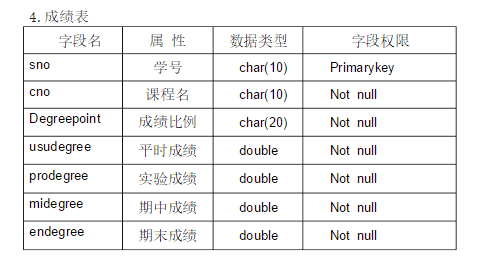 4.成绩表
字段名 属 性 数据类型 字段权限
sno 学号 char(10) Primarykey
cno 课程名 char(10) Not null
Degreepoint 成绩比例 char(20) Not null
usudegree 平时成绩 double Not null
prodegree 实验成绩 double Not null
midegree 期中成绩 double Not null
endegree 期末成绩 double Not null